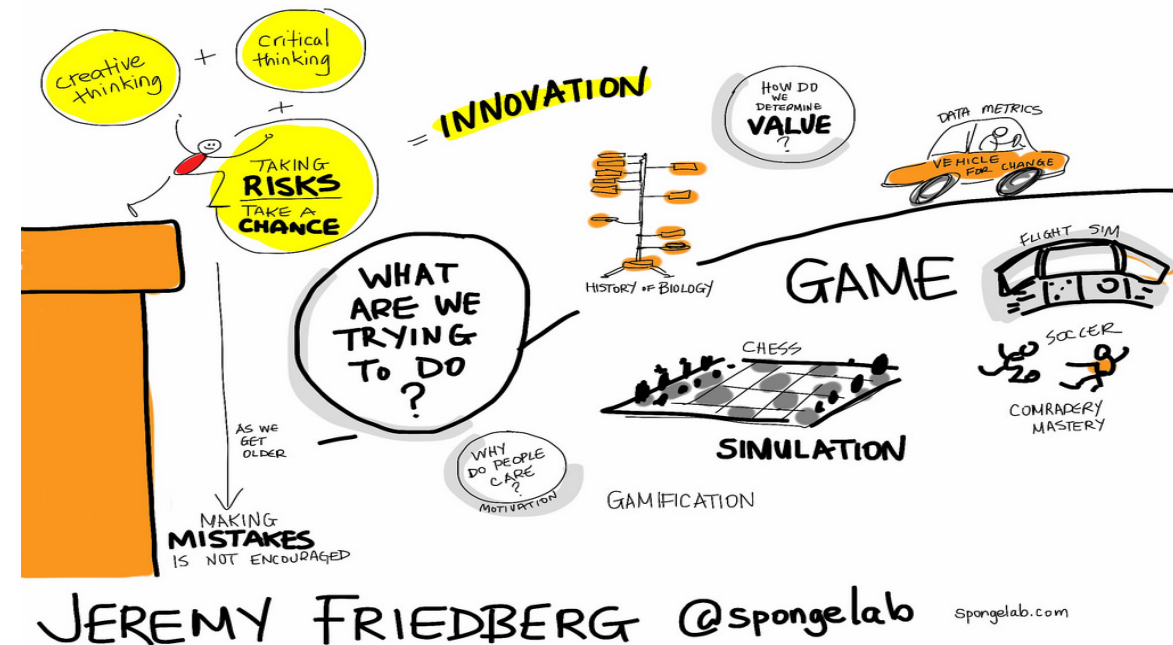 creative
thinking
+
critical
thinking
+
TAKING
RISKS
TAKE A
CHANCE
= INNOVATION
AS WE
GET
OLDER
MAKING
MISTAKES
IS NOT ENCOURAGED
WHAT
ARE WE
TRYING
TO DO
?
WHY
DO PEOPLE
CARE
?
MOTIVATION
HISTORY OF BIOLOGY
HOW DO
WE
DETERMINE
VALUE
?
DATA METRICS
VEHICLE
FOR CHANGE
GAME
FLIGHT SIM
SOCCER
COMRADERY
MASTERY
CHESS
SIMULATION
GAMIFICATION
JEREMY FRIEDBERG @spongelab spongelab.com